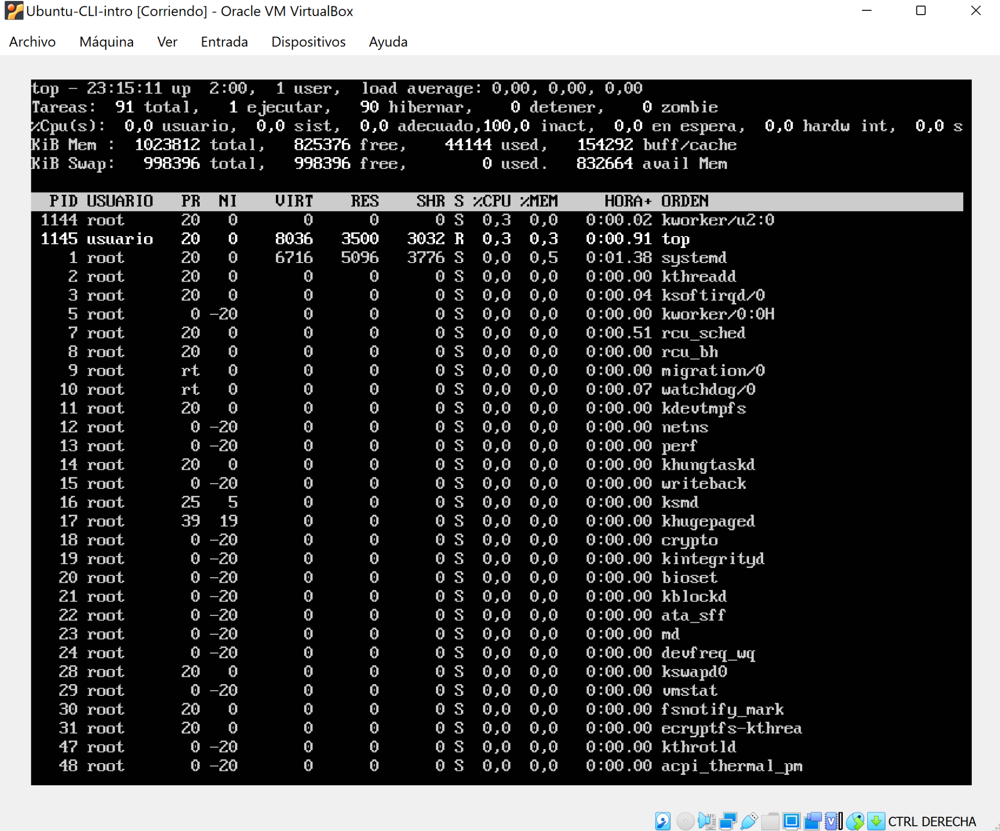 Ubuntu-CLI-intro [Corriendo] - Oracle VM VirtualBox
Archivo Máquina Ver Entrada Dispositivos Ayuda
top - 23:15:11 up 2:00, 1 user, load average: 0,00, 0,00, 0,00
Tareas: 91 total, 1 ejecutar, 90 hibernar, 0 detener, 0 zombie
%Cpu(s): 0,0 usuario, 0,0 sist, 0,0 adecuado,100,0 inact, 0,0 en espera, 0,0 hardw int, 0,0 s
KiB Mem : 1023812 total, 825376 free, 44144 used, 154292 buff/cache
KiB Swap: 998396 total, 998396 free, 0 used. 832664 avail Mem
PID USUARIO PR NI VIRT RES SHR S %CPU %MEM HORA+ ORDEN
1144 root 20 0 0 0 0 S 0,3 0,0 0:00.02 kworker/u2:0
1145 usuario 20 0 8036 3500 3032 R 0,3 0,3 0:00.91 top
1 root 20 0 6716 5096 3776 S 0,0 0,5 0:01.38 systemd
2 root 20 0 0 0 0 S 0,0 0,0 0:00.00 kthreadd
3 root 20 0 0 0 0 S 0,0 0,0 0:00.04 ksoftirqd/0
5 root 0 -20 0 0 0 S 0,0 0,0 0:00.00 kworker/0:0H
7 root 20 0 0 0 0 S 0,0 0,0 0:00.51 rcu_sched
8 root 20 0 0 0 0 S 0,0 0,0 0:00.00 rcu_bh
9 root rt 0 0 0 0 S 0,0 0,0 0:00.00 migration/0
10 root rt 0 0 0 0 S 0,0 0,0 0:00.07 watchdog/0
11 root 20 0 0 0 0 S 0,0 0,0 0:00.00 kdevtmpfs
12 root 0 -20 0 0 0 S 0,0 0,0 0:00.00 netns
13 root 0 -20 0 0 0 S 0,0 0,0 0:00.00 perf
14 root 20 0 0 0 0 S 0,0 0,0 0:00.00 khungtaskd
15 root 0 -20 0 0 0 S 0,0 0,0 0:00.00 writeback
16 root 25 5 0 0 0 S 0,0 0,0 0:00.00 ksmd
17 root 39 19 0 0 0 S 0,0 0,0 0:00.00 khugepaged
18 root 0 -20 0 0 0 S 0,0 0,0 0:00.00 crypto
19 root 0 -20 0 0 0 S 0,0 0,0 0:00.00 kintegrityd
20 root 0 -20 0 0 0 S 0,0 0,0 0:00.00 bioset
21 root 0 -20 0 0 0 S 0,0 0,0 0:00.00 kblockd
22 root 0 -20 0 0 0 S 0,0 0,0 0:00.00 ata_sff
23 root 0 -20 0 0 0 S 0,0 0,0 0:00.00 md
24 root 0 -20 0 0 0 S 0,0 0,0 0:00.00 devfreq_wq
28 root 20 0 0 0 0 S 0,0 0,0 0:00.00 kswapd0
29 root 0 -20 0 0 0 S 0,0 0,0 0:00.00 vmstat
30 root 20 0 0 0 0 S 0,0 0,0 0:00.00 fsnotify_mark
31 root 20 0 0 0 0 S 0,0 0,0 0:00.00 ecryptfs-kthrea
47 root 0 -20 0 0 0 S 0,0 0,0 0:00.00 kthrotld
48 root 0 -20 0 0 0 S 0,0 0,0 0:00.00 acpi_thermal_pm
CTRL DERECHA